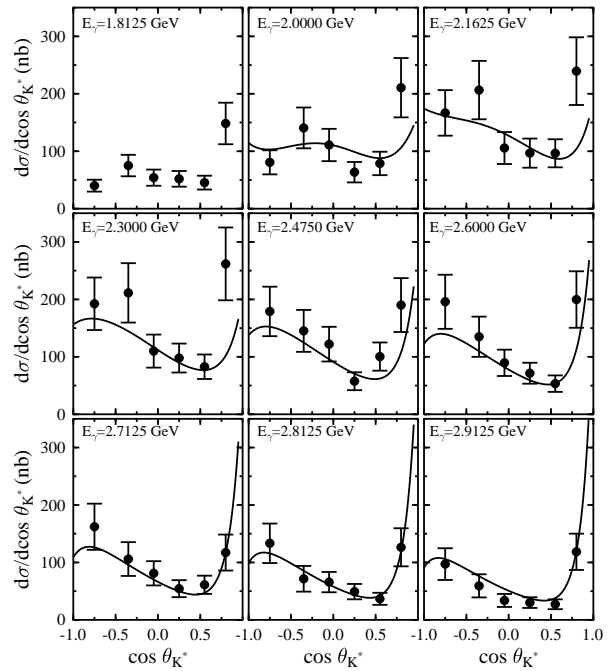 E_γ=1.8125 GeV
E_γ=2.0000 GeV
E_γ=2.1625 GeV
300
200
100
0
dσ/dcos θ_K* (nb)
E_γ=2.3000 GeV
E_γ=2.4750 GeV
E_γ=2.6000 GeV
300
200
100
0
dσ/dcos θ_K* (nb)
E_γ=2.7125 GeV
E_γ=2.8125 GeV
E_γ=2.9125 GeV
300
200
100
0
dσ/dcos θ_K* (nb)
-1.0 -0.5 0.0 0.5 -1.0 -0.5 0.0 0.5 -1.0 -0.5 0.0 0.5 1.0
cos θ_K* cos θ_K* cos θ_K*